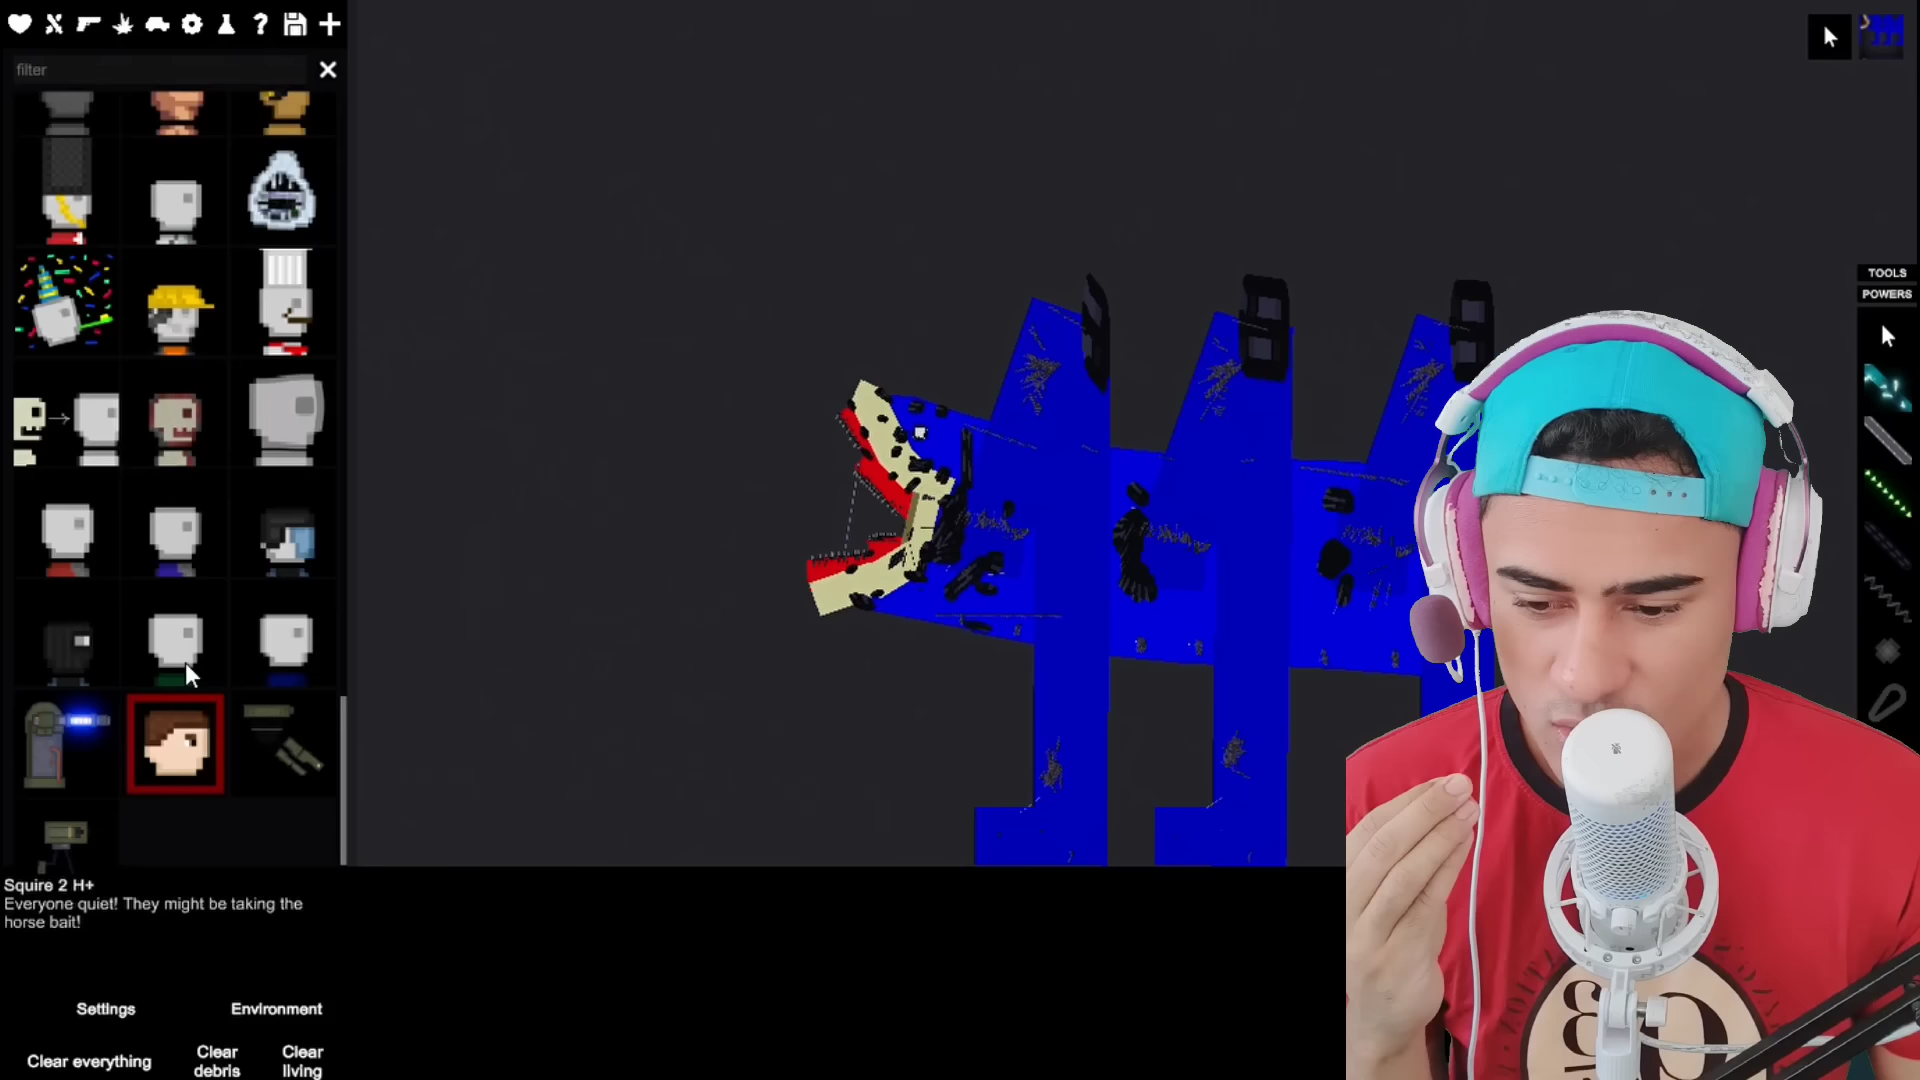 filter
TOOLS
POWERS
Squire 2 H+
Everyone quiet! They might be taking the
horse bait!
Settings
Environment
Clear everything
Clear
debris
Clear
living